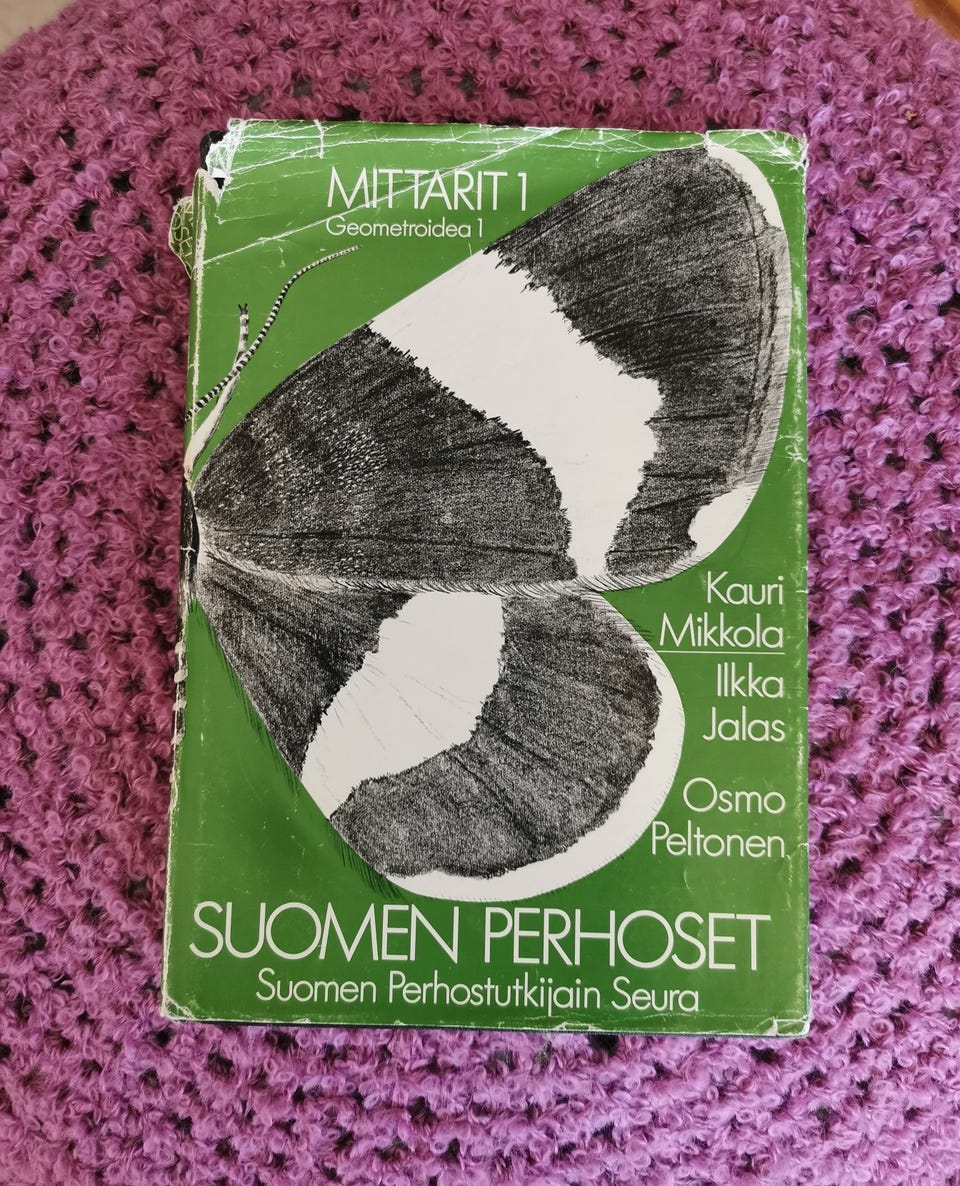 MITTARIT 1
Geometroidea 1
Kauri
Mikkola
Ilkka
Jalas
Osmo
Peltonen
SUOMEN PERHOSET
Suomen Perhostutkijain Seura